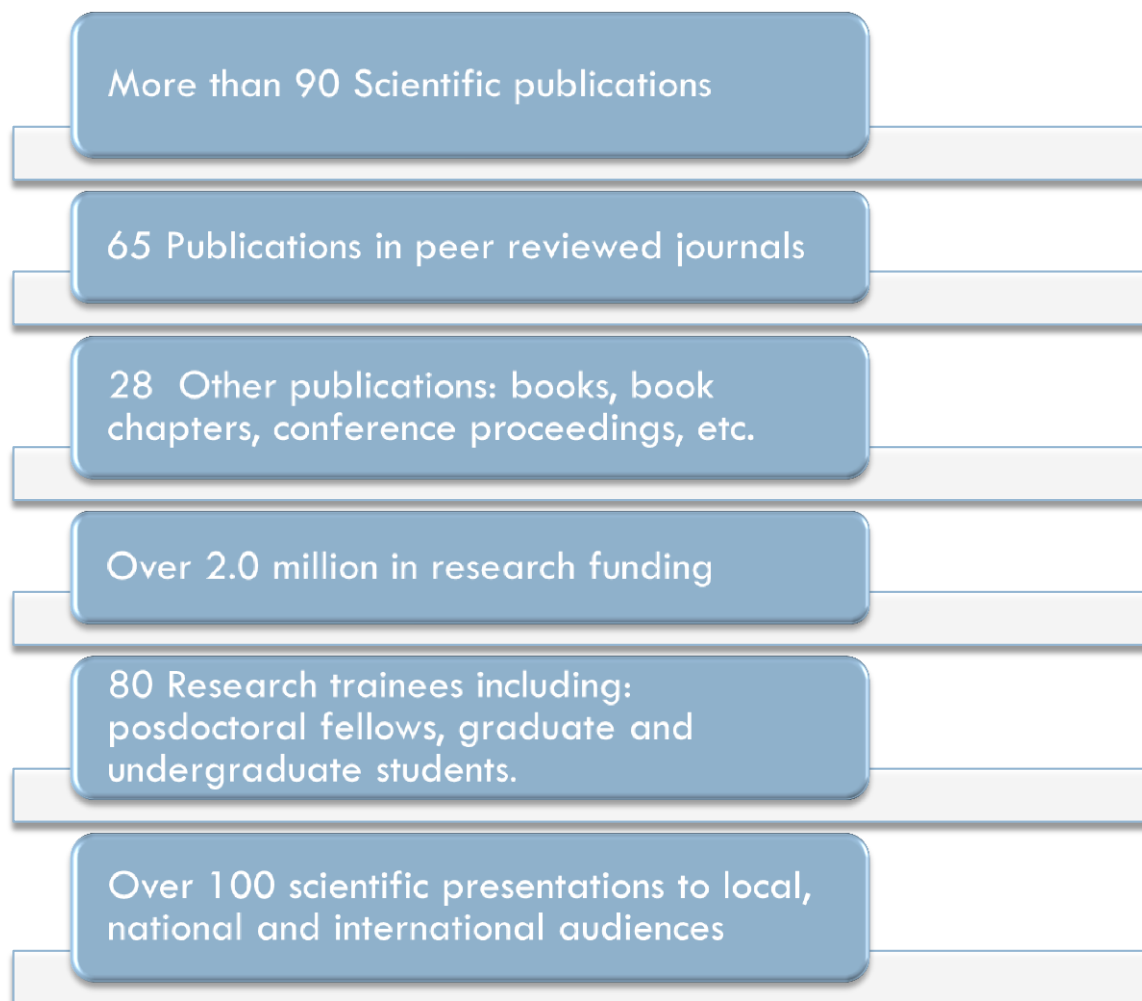 More than 90 Scientific publications
65 Publications in peer reviewed journals
28  Other publications: books, book
chapters, conference proceedings, etc.
Over 2.0 million in research funding
80 Research trainees including:
posdoctoral fellows, graduate and
undergraduate students.
Over 100 scientific presentations to local,
national and international audiences